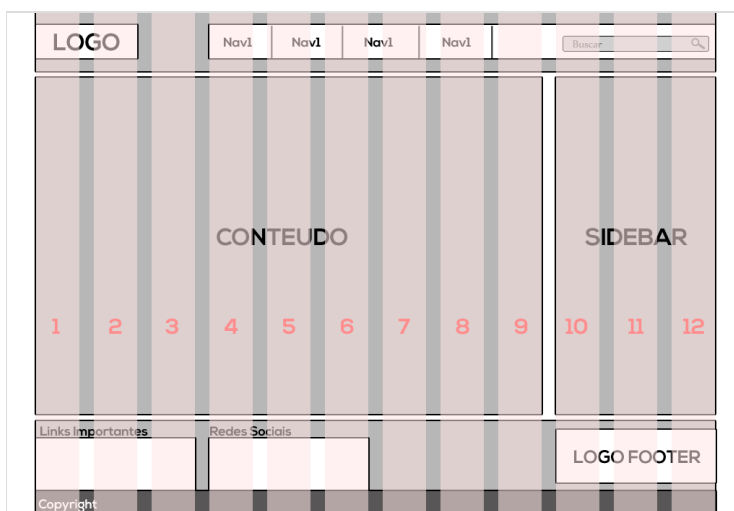 LOGO
Nav1
Nav1
Nav1
Nav1
Buscar
CONTEUDO
SIDEBAR
1
2
3
4
5
6
7
8
9
10
11
12
Links Importantes
Redes Sociais
LOGO FOOTER
Copyright